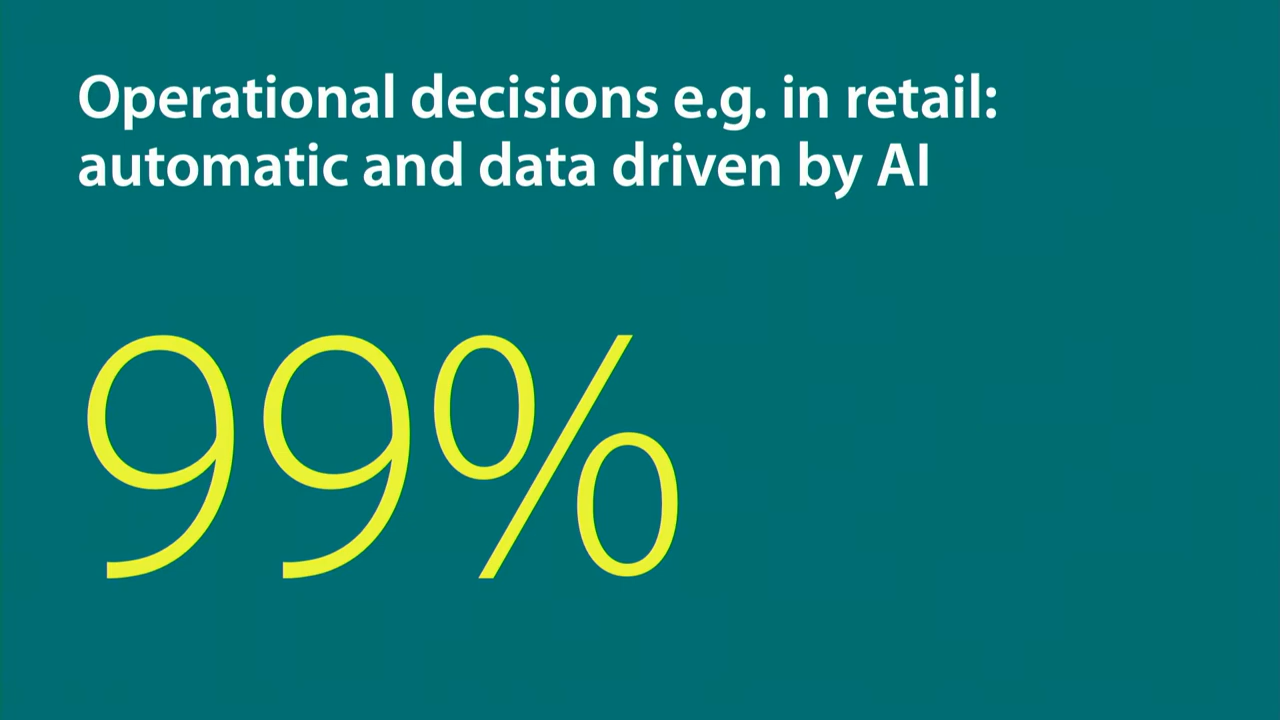 Operational decisions e.g. in retail:
automatic and data driven by AI
99%